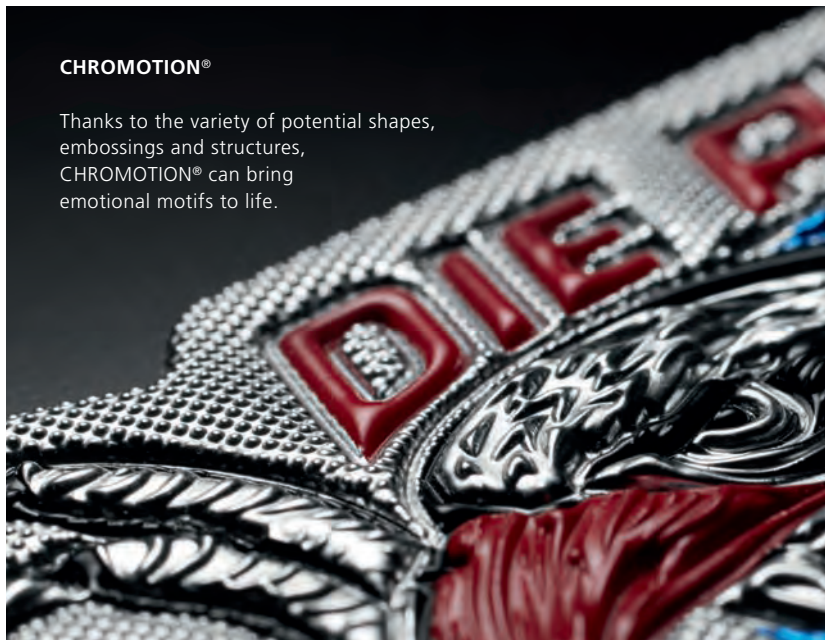 CHROMOTION®
Thanks to the variety of potential shapes,
embossings and structures,
CHROMOTION® can bring
emotional motifs to life.
DIE